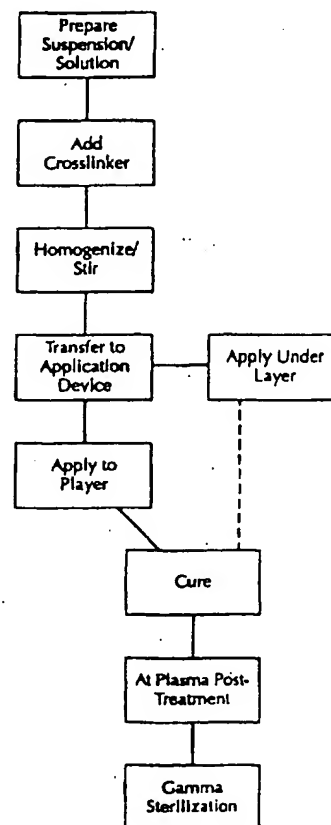 Prepare
Suspension/
Solution
Add
Crosslinker
Homogenize/
Stir
Transfer to
Application
Device
Apply Under
Layer
Apply to
Player
Cure
At Plasma Post-
Treatment
Gamma
Sterilization